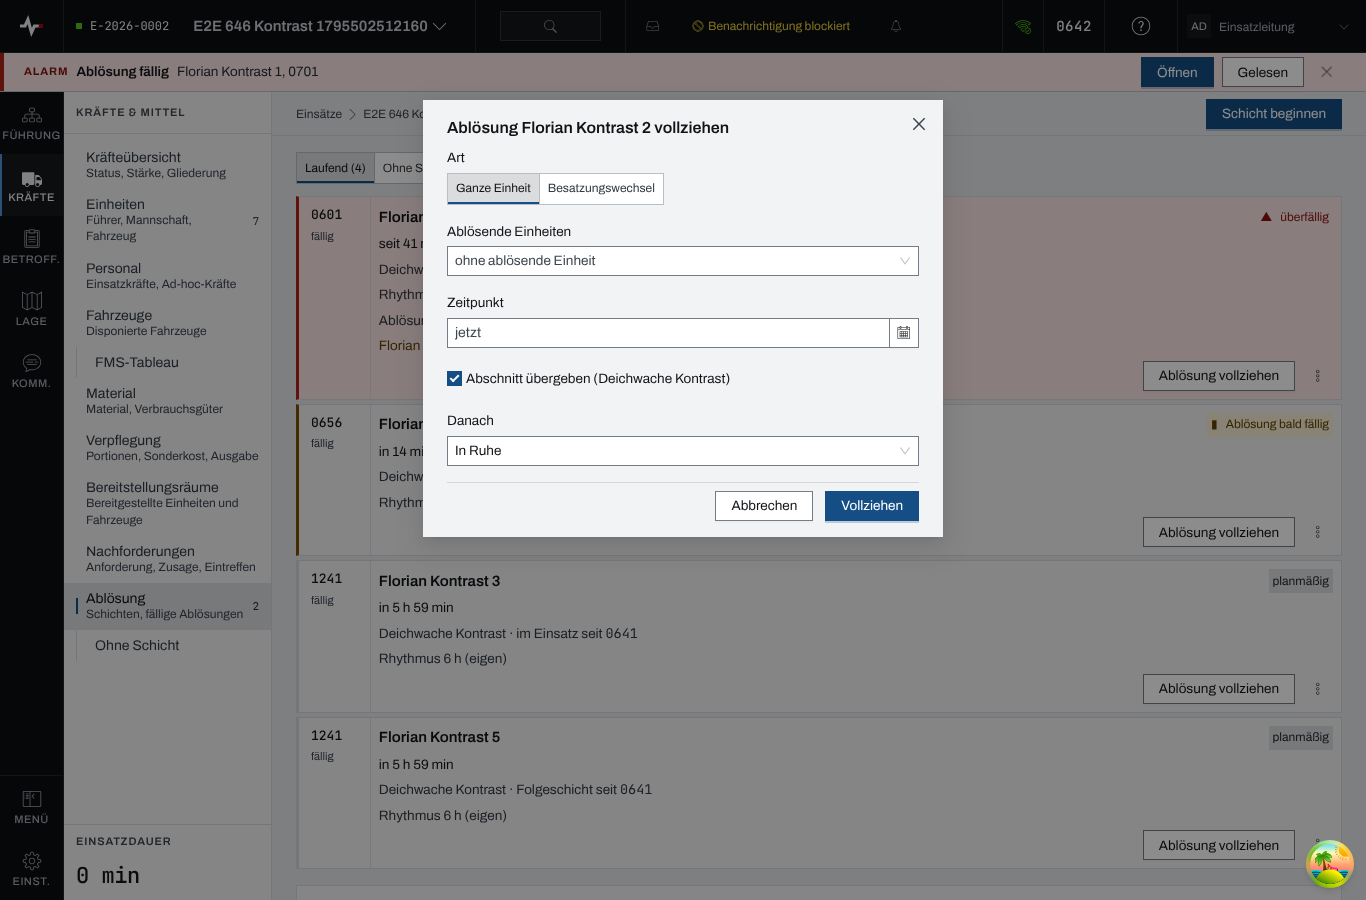 E-2026-0002
E2E 646 Kontrast 1795502512160
Benachrichtigung blockiert
0642
AD
Einsatzleitung
ALARM Ablösung fällig Florian Kontrast 1, 0701
Öffnen
Gelesen
FÜHRUNG
KRÄFTE
BETROFF.
LAGE
KOMM.
MENÜ
EINST.
KRÄFTE & MITTEL
Kräfteübersicht
Status, Stärke, Gliederung
Einheiten
Führer, Mannschaft,
Fahrzeug
7
Personal
Einsatzkräfte, Ad-hoc-Kräfte
Fahrzeuge
Disponierte Fahrzeuge
FMS-Tableau
Material
Material, Verbrauchsgüter
Verpflegung
Portionen, Sonderkost, Ausgabe
Bereitstellungsräume
Bereitgestellte Einheiten und
Fahrzeuge
Nachforderungen
Anforderung, Zusage, Eintreffen
Ablösung
Schichten, fällige Ablösungen
2
Ohne Schicht
EINSATZDAUER
0 min
Einsätze
E2E 646 Ko
Schicht beginnen
Laufend (4)
Ohne S
0601
fällig
Florian
seit 41
Deichw
Rhythm
Ablösu
Florian
überfällig
Ablösung vollziehen
0656
fällig
Florian
in 14 mi
Deichw
Rhythm
Ablösung bald fällig
Ablösung vollziehen
1241
fällig
Florian Kontrast 3
in 5 h 59 min
Deichwache Kontrast · im Einsatz seit 0641
Rhythmus 6 h (eigen)
planmäßig
Ablösung vollziehen
1241
fällig
Florian Kontrast 5
in 5 h 59 min
Deichwache Kontrast · Folgeschicht seit 0641
Rhythmus 6 h (eigen)
planmäßig
Ablösung vollziehen
Ablösung Florian Kontrast 2 vollziehen
Art
Ganze Einheit
Besatzungswechsel
Ablösende Einheiten
ohne ablösende Einheit
Zeitpunkt
jetzt
Abschnitt übergeben (Deichwache Kontrast)
Danach
In Ruhe
Abbrechen
Vollziehen